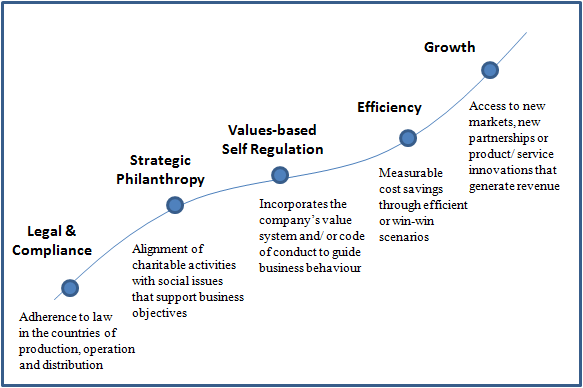 Legal &
Compliance
Adherence to law
in the countries of
production, operation
and distribution
Strategic
Philanthropy
Alignment of
charitable activities
with social issues
that support business
objectives
Values-based
Self Regulation
Incorporates the
company's value
system and/ or code
of conduct to guide
business behaviour
Efficiency
Measurable
cost savings
through efficient
or win-win
scenarios
Growth
Access to new
markets, new
partnerships or
product/ service
innovations that
generate revenue